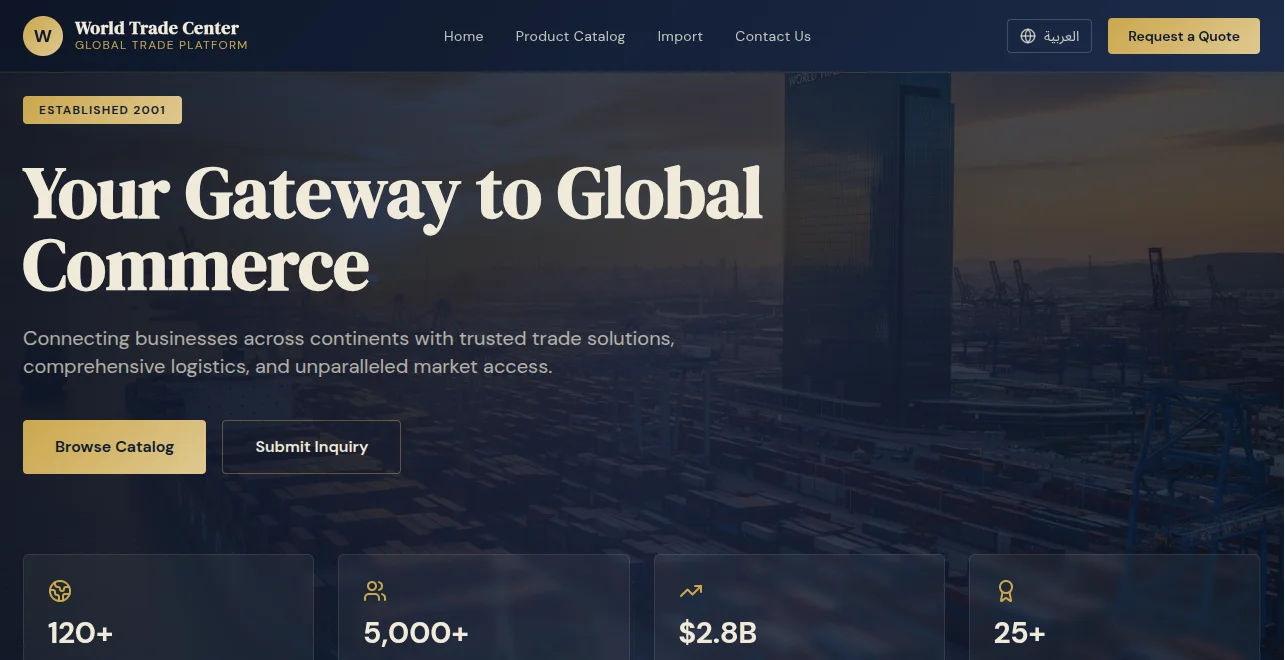 W
World Trade Center
GLOBAL TRADE PLATFORM
Home
Product Catalog
Import
Contact Us
العربية
Request a Quote
WORLD
ESTABLISHED 2001
Your Gateway to Global
Commerce
Connecting businesses across continents with trusted trade solutions,
comprehensive logistics, and unparalleled market access.
Browse Catalog
Submit Inquiry
120+
5,000+
$2.8B
25+